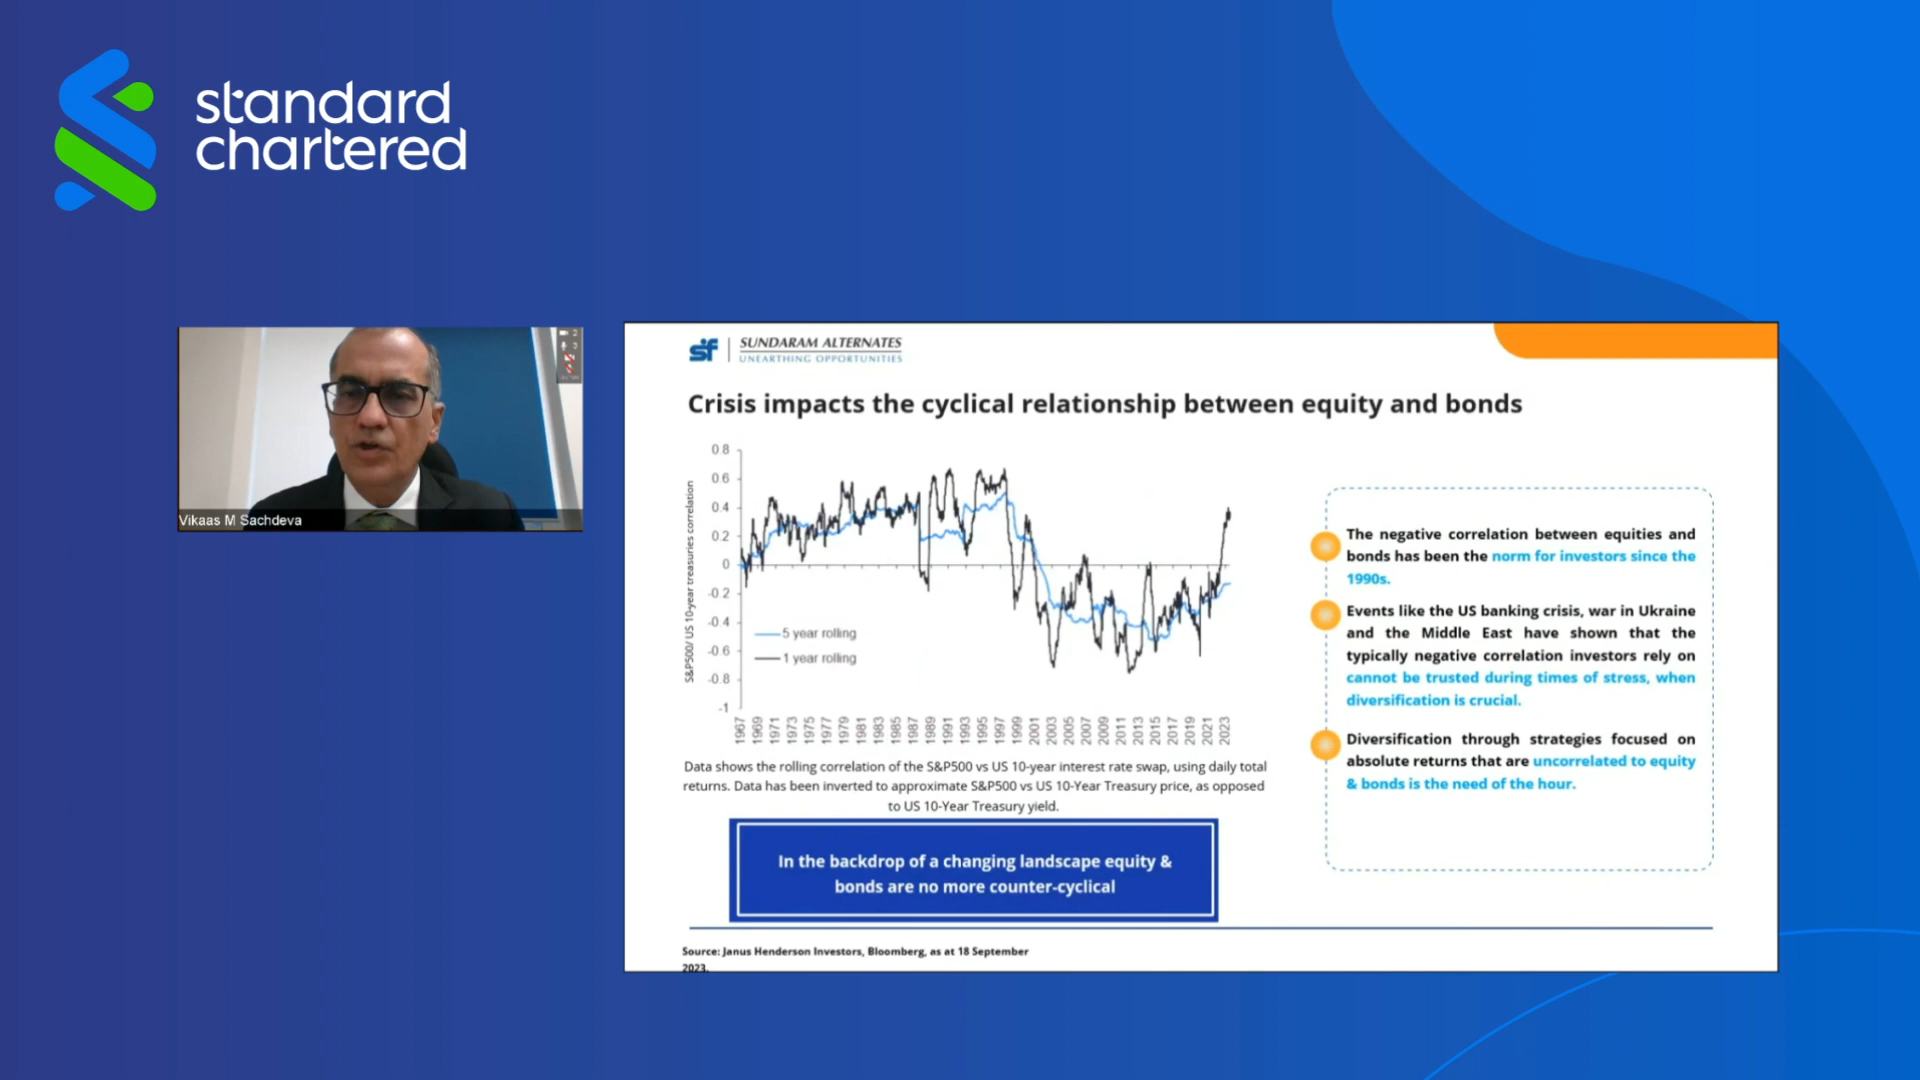 standard
chartered
Vikaas M Sachdeva
sf
SUNDARAM ALTERNATES
UNEARTHING OPPORTUNITIES
Crisis impacts the cyclical relationship between equity and bonds
S&P500/ US 10-year treasuries correlation
0.8
0.6
0.4
0.2
0
-0.2
-0.4
-0.6
-0.8
-1
5 year rolling
1 year rolling
1967 1969 1971 1973 1975 1977 1979 1981 1983 1985 1987 1989 1991 1993 1995 1997 1999 2001 2003 2005 2007 2009 2011 2013 2015 2017 2019 2021 2023
Data shows the rolling correlation of the S&P500 vs US 10-year interest rate swap, using daily total
returns. Data has been inverted to approximate S&P500 vs US 10-Year Treasury price, as opposed
to US 10-Year Treasury yield.
In the backdrop of a changing landscape equity &
bonds are no more counter-cyclical
The negative correlation between equities and
bonds has been the norm for investors since the
1990s.
Events like the US banking crisis, war in Ukraine
and the Middle East have shown that the
typically negative correlation investors rely on
cannot be trusted during times of stress, when
diversification is crucial.
Diversification through strategies focused on
absolute returns that are uncorrelated to equity
& bonds is the need of the hour.
Source: Janus Henderson Investors, Bloomberg, as at 18 September
2023.